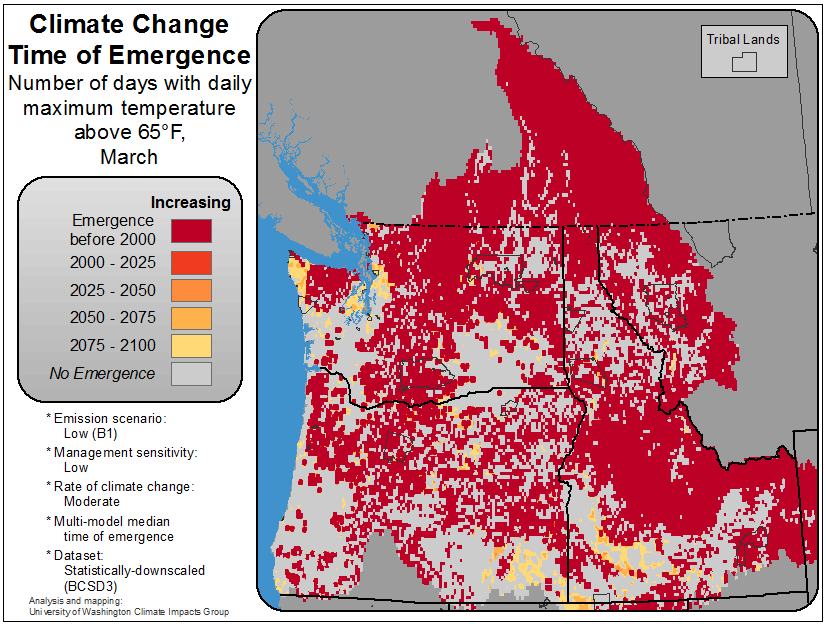 Climate Change
Time of Emergence
Number of days with daily
maximum temperature
above 65°F,
March
Tribal Lands
Increasing
Emergence
before 2000
2000 - 2025
2025 - 2050
2050 - 2075
2075 - 2100
No Emergence
* Emission scenario:
Low (B1)
* Management sensitivity:
Low
* Rate of climate change:
Moderate
* Multi-model median
time of emergence
* Dataset:
Statistically-downscaled
(BCSD3)
Analysis and mapping:
University of Washington Climate Impacts Group